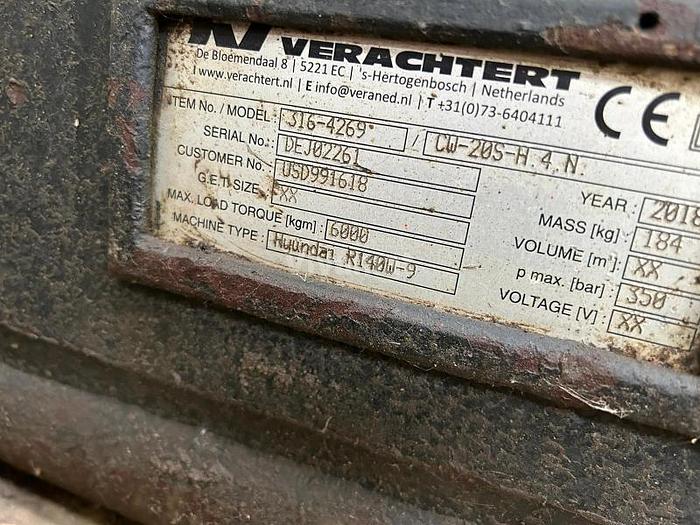 VERACHTERT
De Bloemendaal 8 | 5221 EC | 's-Hertogenbosch | Netherlands
I www.verachtert.nl | E info@veraned.nl | T +31(0)73-6404111
CE
ITEM No. / MODEL : 316-4269 / CW-20S-H.4.N.
SERIAL No.: DEJ02261
CUSTOMER No.: USD991618
G.E.T. SIZE: XX
MAX. LOAD TORQUE [kgm] : 6000
MACHINE TYPE : Hyundai R140W-9
YEAR :
MASS [kg] : 184
VOLUME [m³] : XX
p max. [bar] : 350
VOLTAGE [V] : XX